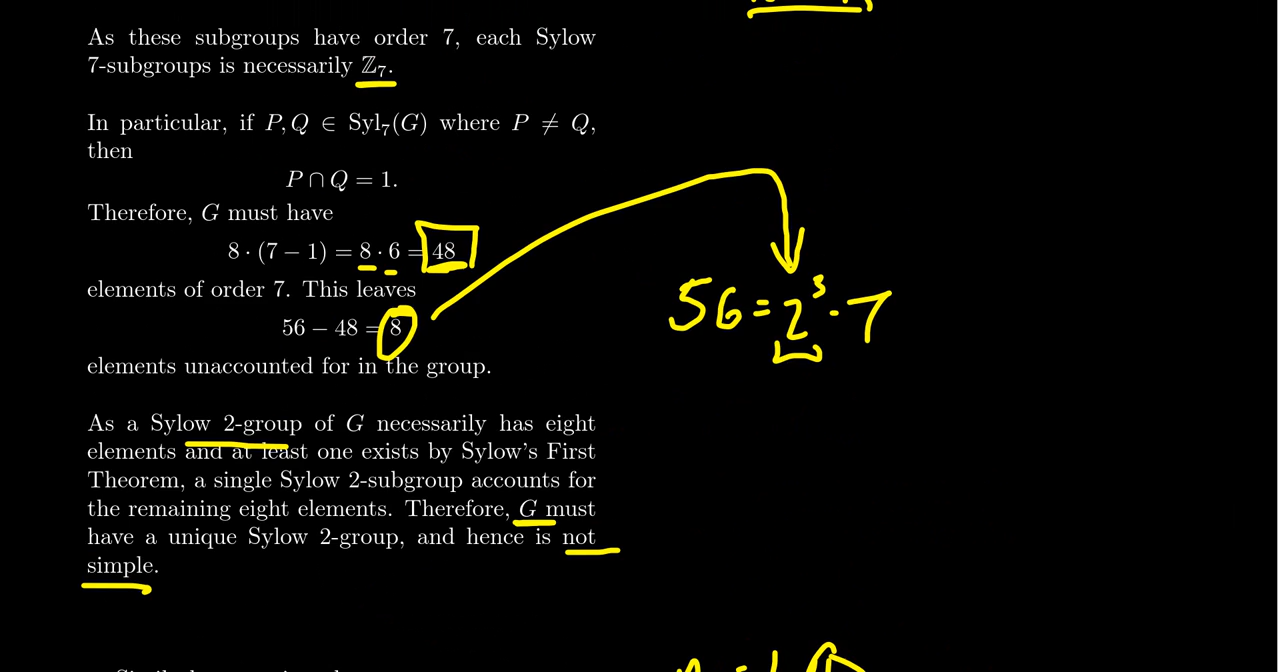 As these subgroups have order 7, each Sylow
7-subgroups is necessarily ℤ₇.
In particular, if P, Q ∈ Syl₇(G) where P ≠ Q,
then
P ∩ Q = 1.
Therefore, G must have
8 · (7 − 1) = 8 · 6 = 48
elements of order 7. This leaves
56 − 48 = 8
elements unaccounted for in the group.
As a Sylow 2-group of G necessarily has eight
elements and at least one exists by Sylow's First
Theorem, a single Sylow 2-subgroup accounts for
the remaining eight elements. Therefore, G must
have a unique Sylow 2-group, and hence is not
simple.
56 = 2³ · 7